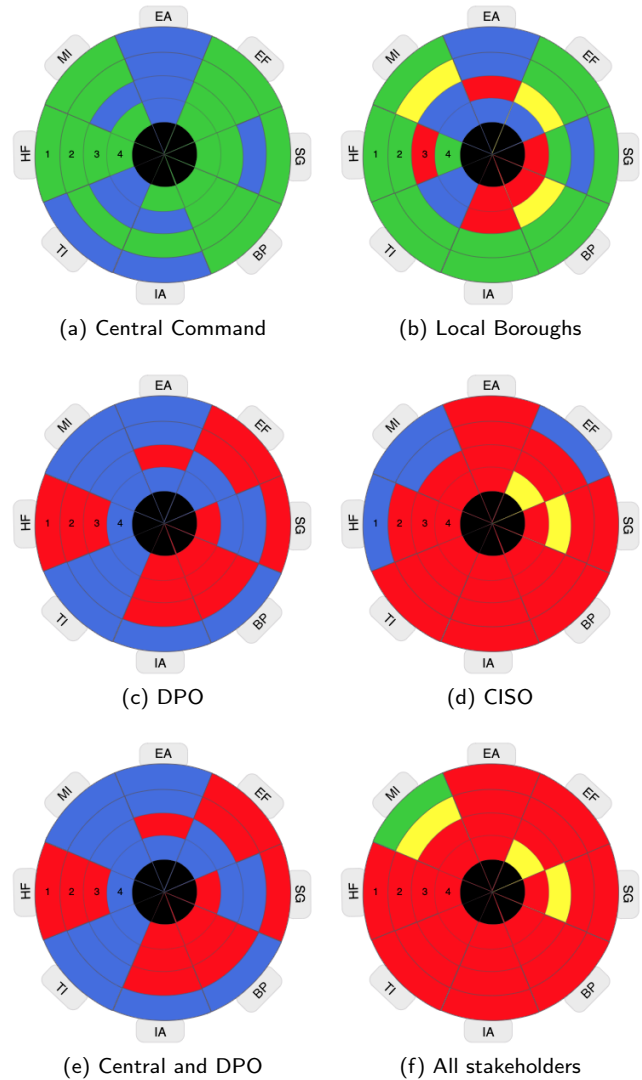 EA
EA
MI
EF
MI
EF
HF
1
2
3
4
SG
HF
1
2
3
4
SG
TI
BP
TI
BP
IA
IA
(a) Central Command
(b) Local Boroughs
EA
EA
MI
EF
MI
EF
HF
1
2
3
4
SG
HF
1
2
3
4
SG
TI
BP
TI
BP
IA
IA
(c) DPO
(d) CISO
EA
EA
MI
EF
MI
EF
HF
1
2
3
4
SG
HF
1
2
3
4
SG
TI
BP
TI
BP
IA
IA
(e) Central and DPO
(f) All stakeholders